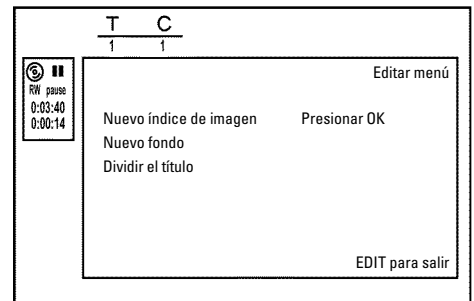 T C
1 1
RW pause
0:03:40
0:00:14
Editar menú
Nuevo índice de imagen Presionar OK
Nuevo fondo
Dividir el título
EDIT para salir